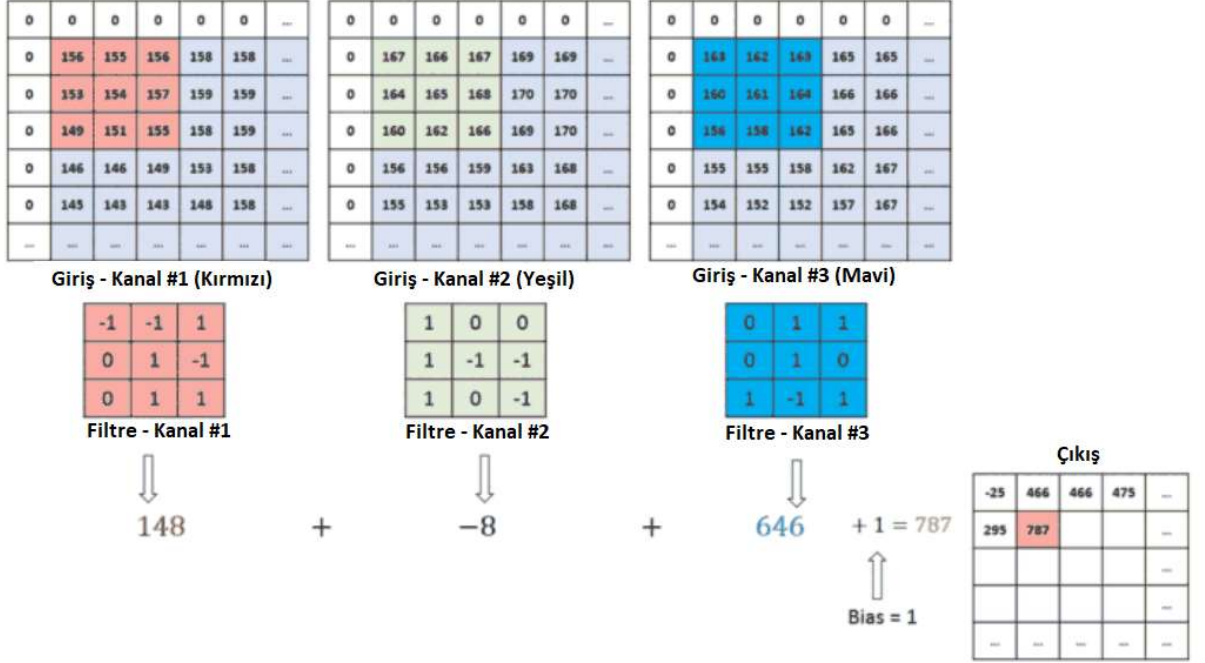 0 0 0 0 0 0 ... 0 0 0 0 0 0 ... 0 0 0 0 0 0 ...
0 156 155 156 158 158 ... 0 167 166 167 169 169 ... 0 163 162 163 165 165 ...
0 153 154 157 159 159 ... 0 164 165 168 170 170 ... 0 160 161 164 166 166 ...
0 149 151 155 158 159 ... 0 160 162 166 169 170 ... 0 156 158 162 165 166 ...
0 146 146 149 153 158 ... 0 156 156 159 163 168 ... 0 155 155 158 162 167 ...
0 145 143 143 148 158 ... 0 155 153 153 158 168 ... 0 154 152 152 157 167 ...
... ... ... ... ... ... ... ... ... ... ... ... ... ... ... ... ... ... ... ... ...
Giriş - Kanal #1 (Kırmızı) Giriş - Kanal #2 (Yeşil) Giriş - Kanal #3 (Mavi)
-1 -1 1 1 0 0 0 1 1
0 1 -1 1 -1 -1 0 1 0
0 1 1 1 0 -1 1 -1 1
Filtre - Kanal #1 Filtre - Kanal #2 Filtre - Kanal #3
148 + −8 + 646 + 1 = 787
Bias = 1
Çıkış
-25 466 466 475 ...
295 787 ...
...
...
... ... ... ... ...